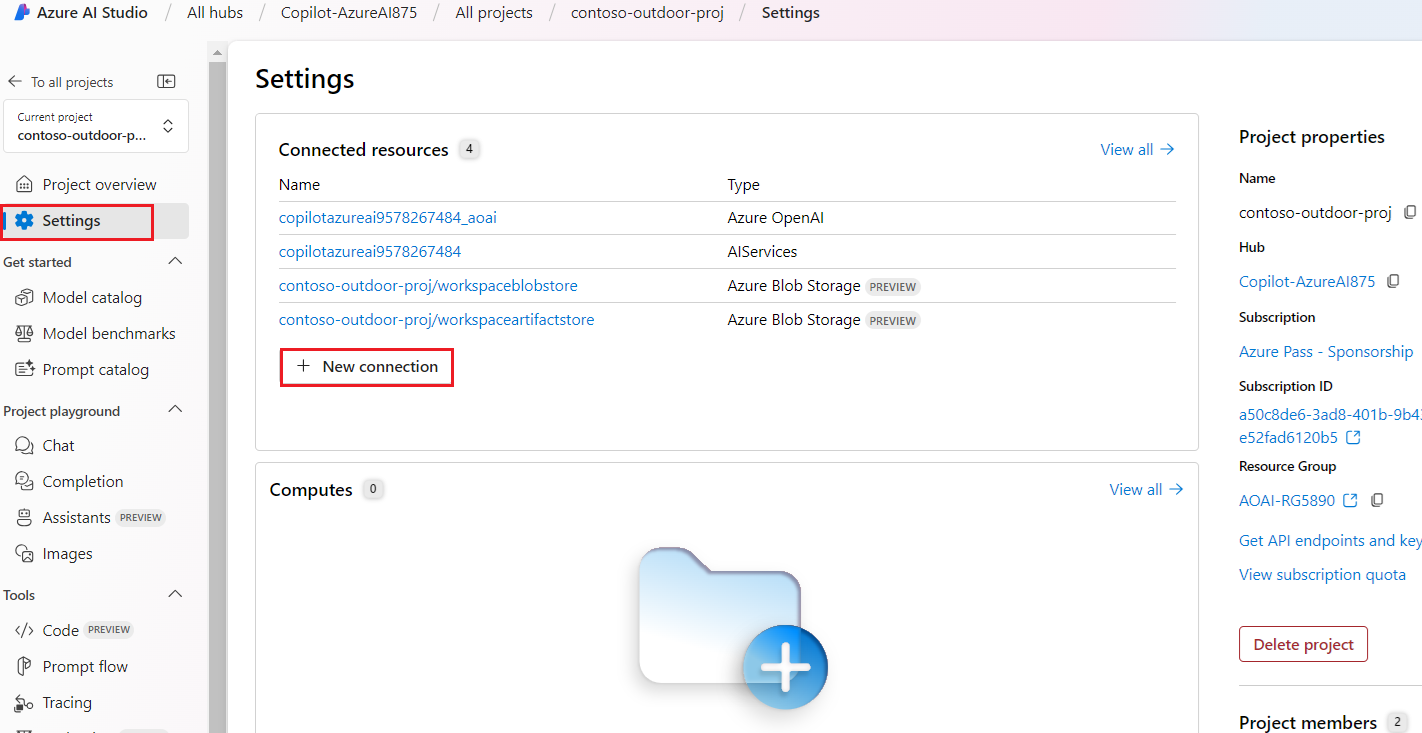 Azure AI Studio / All hubs / Copilot-AzureAI875 / All projects / contoso-outdoor-proj / Settings
To all projects
Current project
contoso-outdoor-p...
Project overview
Settings
Get started
Model catalog
Model benchmarks
Prompt catalog
Project playground
Chat
Completion
Assistants PREVIEW
Images
Tools
Code PREVIEW
Prompt flow
Tracing
Settings
Connected resources 4
View all
Name Type
copilotazureai9578267484_aoai Azure OpenAI
copilotazureai9578267484 AIServices
contoso-outdoor-proj/workspaceblobstore Azure Blob Storage PREVIEW
contoso-outdoor-proj/workspaceartifactstore Azure Blob Storage PREVIEW
+ New connection
Computes 0
View all
Project properties
Name
contoso-outdoor-proj
Hub
Copilot-AzureAI875
Subscription
Azure Pass - Sponsorship
Subscription ID
a50c8de6-3ad8-401b-9b43
e52fad6120b5
Resource Group
AOAI-RG5890
Get API endpoints and key
View subscription quota
Delete project
Project members 2